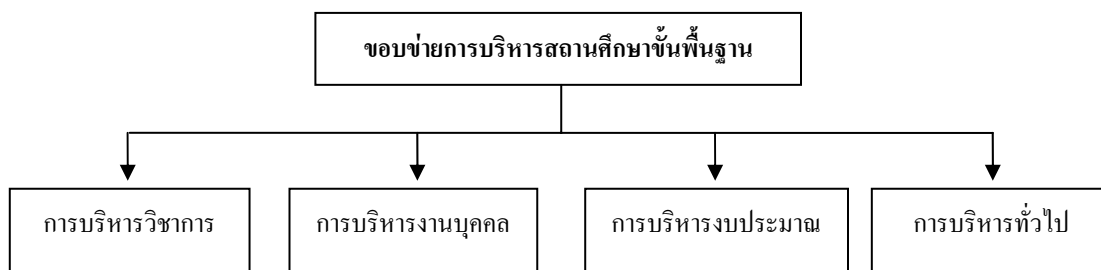 ขอบข่ายการบริหารสถานศึกษาขั้นพื้นฐาน
การบริหารวิชาการ
การบริหารงานบุคคล
การบริหารงบประมาณ
การบริหารทั่วไป